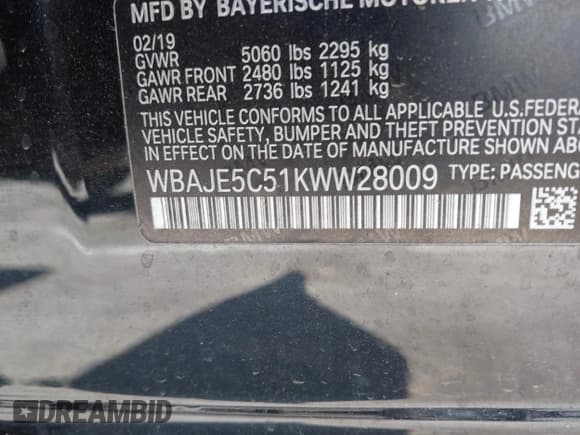 MFD BY BAYERISCHE MOTOREN
02/19
GVWR 5060 lbs 2295 kg
GAWR FRONT 2480 lbs 1125 kg
GAWR REAR 2736 lbs 1241 kg
THIS VEHICLE CONFORMS TO ALL APPLICABLE U.S.FEDERA
VEHICLE SAFETY, BUMPER AND THEFT PREVENTION STA
EFFECT ON THE DATE OF MANUFACTURE SHOWN ABO
WBAJE5C51KWW28009 TYPE: PASSENG
DREAMBID